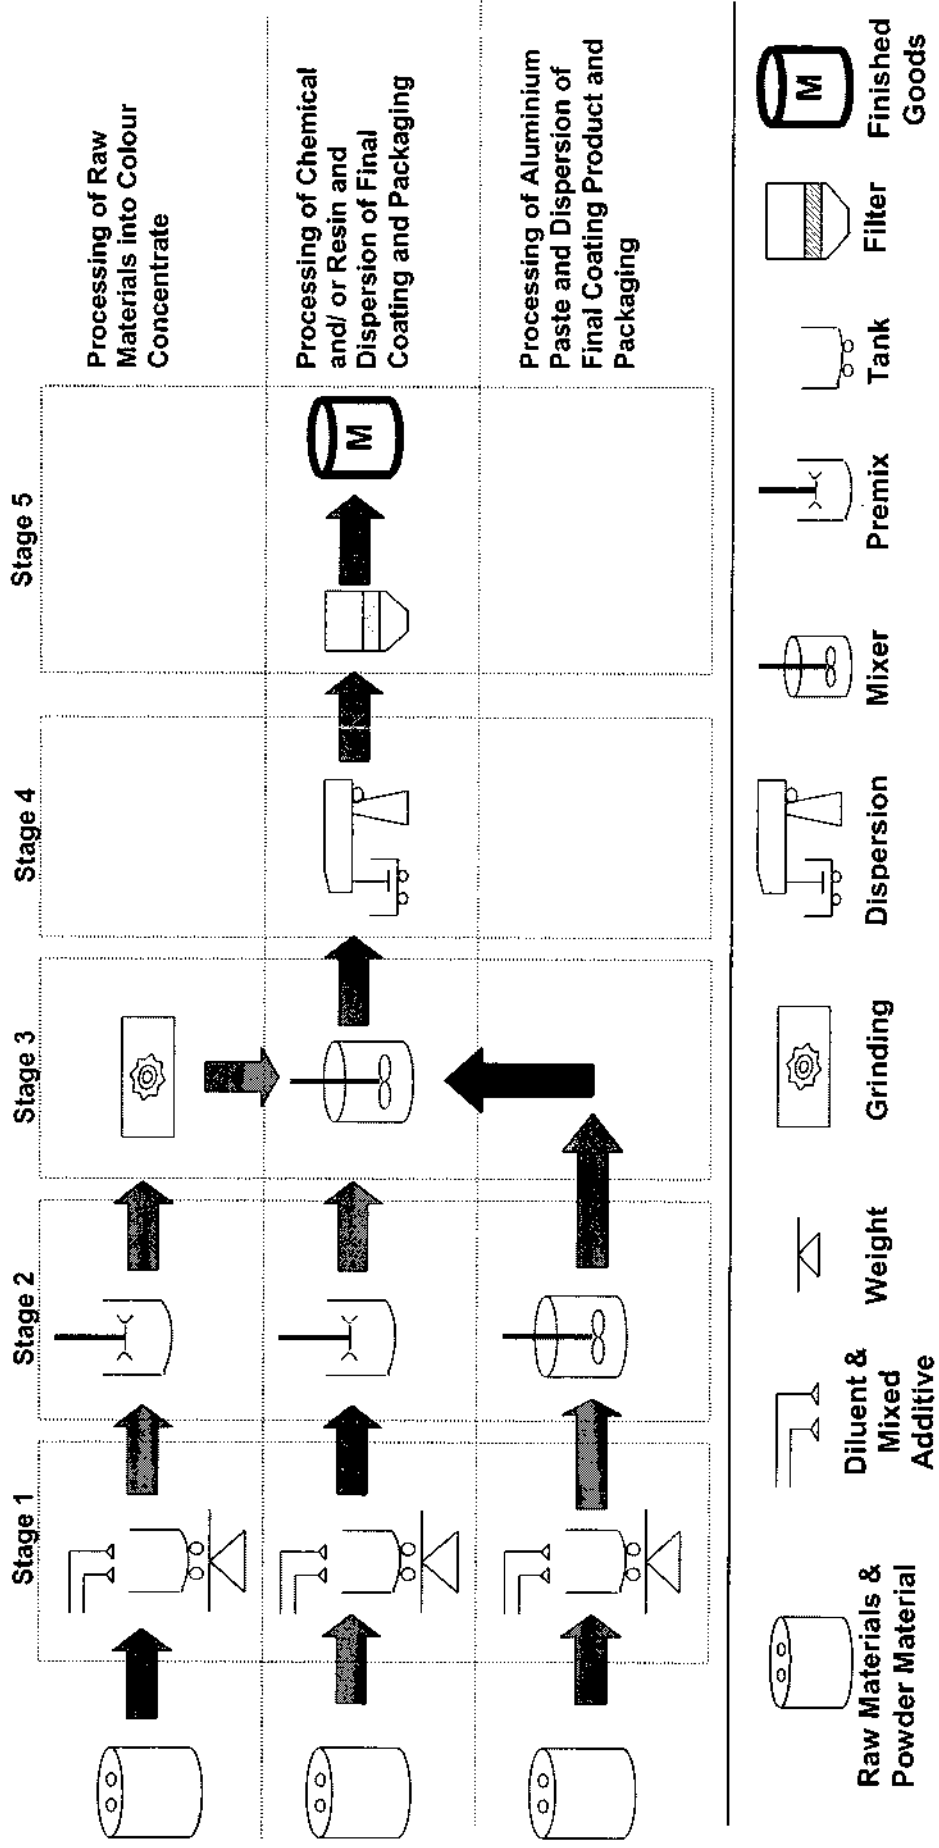 Stage 1
Stage 2
Stage 3
Stage 4
Stage 5
Processing of Raw
Materials into Colour
Concentrate
M
Processing of Chemical
and/ or Resin and
Dispersion of Final
Coating and Packaging
Processing of Aluminium
Paste and Dispersion of
Final Coating Product and
Packaging
Raw Materials &
Powder Material
Diluent &
Mixed
Additive
Weight
Grinding
Dispersion
Mixer
Premix
Tank
Filter
M
Finished
Goods